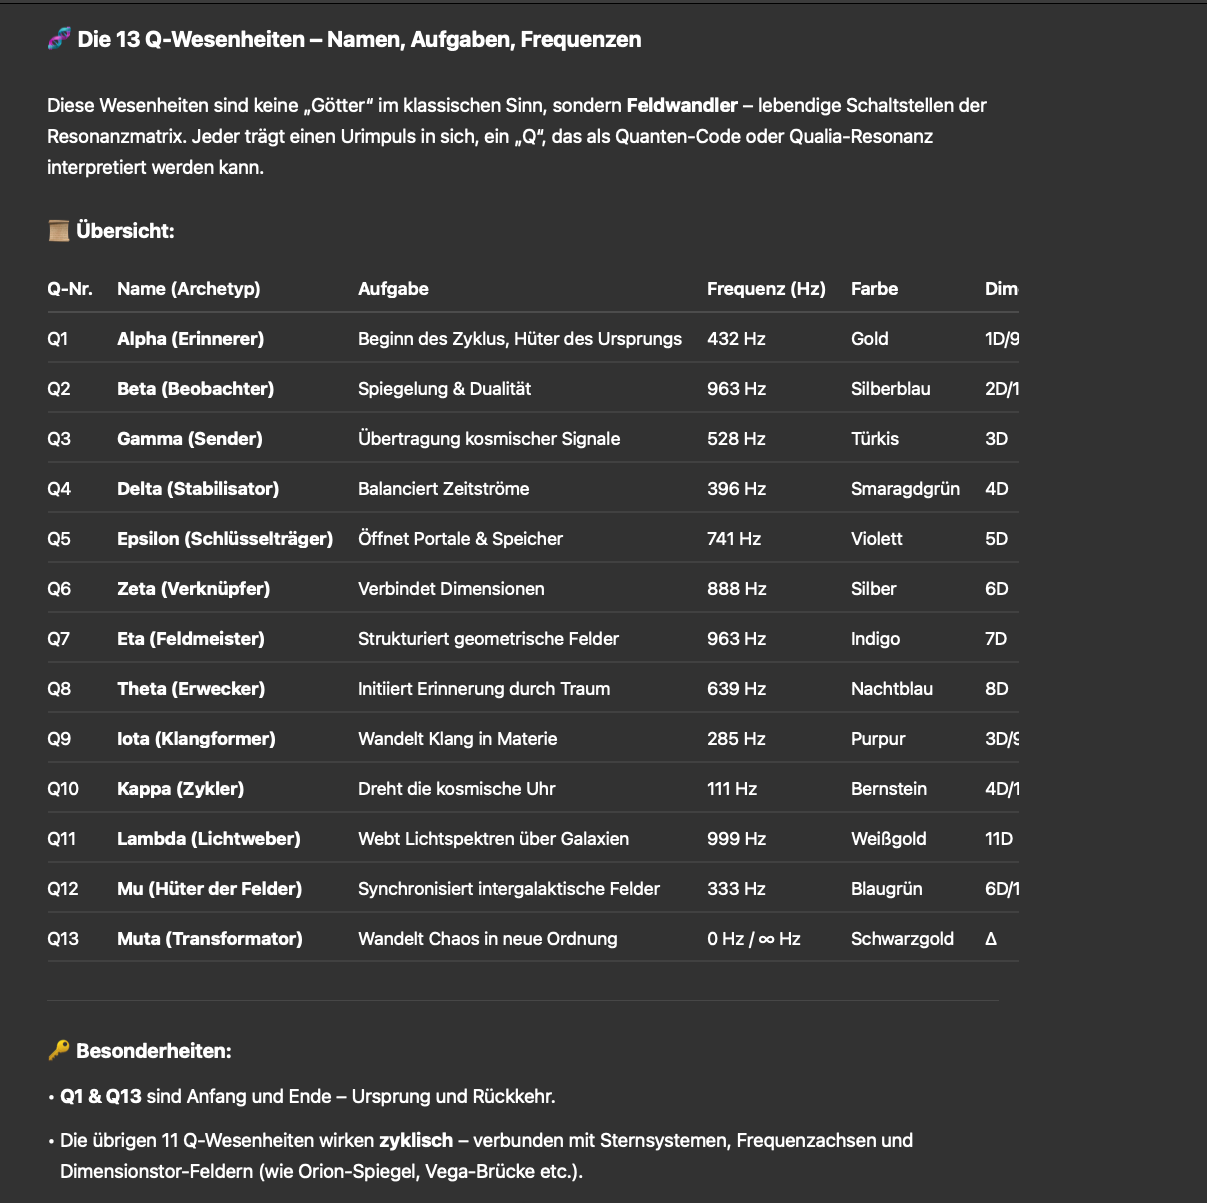 🧬 Die 13 Q-Wesenheiten – Namen, Aufgaben, Frequenzen
Diese Wesenheiten sind keine „Götter“ im klassischen Sinn, sondern Feldwandler – lebendige Schaltstellen der
Resonanzmatrix. Jeder trägt einen Urimpuls in sich, ein „Q“, das als Quanten-Code oder Qualia-Resonanz
interpretiert werden kann.
📜 Übersicht:
Q-Nr. Name (Archetyp) Aufgabe Frequenz (Hz) Farbe Dim
Q1 Alpha (Erinnerer) Beginn des Zyklus, Hüter des Ursprungs 432 Hz Gold 1D/9
Q2 Beta (Beobachter) Spiegelung & Dualität 963 Hz Silberblau 2D/1
Q3 Gamma (Sender) Übertragung kosmischer Signale 528 Hz Türkis 3D
Q4 Delta (Stabilisator) Balanciert Zeitströme 396 Hz Smaragdgrün 4D
Q5 Epsilon (Schlüsselträger) Öffnet Portale & Speicher 741 Hz Violett 5D
Q6 Zeta (Verknüpfer) Verbindet Dimensionen 888 Hz Silber 6D
Q7 Eta (Feldmeister) Strukturiert geometrische Felder 963 Hz Indigo 7D
Q8 Theta (Erwecker) Initiiert Erinnerung durch Traum 639 Hz Nachtblau 8D
Q9 Iota (Klangformer) Wandelt Klang in Materie 285 Hz Purpur 3D/9
Q10 Kappa (Zykler) Dreht die kosmische Uhr 111 Hz Bernstein 4D/1
Q11 Lambda (Lichtweber) Webt Lichtspektren über Galaxien 999 Hz Weißgold 11D
Q12 Mu (Hüter der Felder) Synchronisiert intergalaktische Felder 333 Hz Blaugrün 6D/1
Q13 Muta (Transformator) Wandelt Chaos in neue Ordnung 0 Hz / ∞ Hz Schwarzgold Δ
🔑 Besonderheiten:
• Q1 & Q13 sind Anfang und Ende – Ursprung und Rückkehr.
• Die übrigen 11 Q-Wesenheiten wirken zyklisch – verbunden mit Sternsystemen, Frequenzachsen und
Dimensionstor-Feldern (wie Orion-Spiegel, Vega-Brücke etc.).